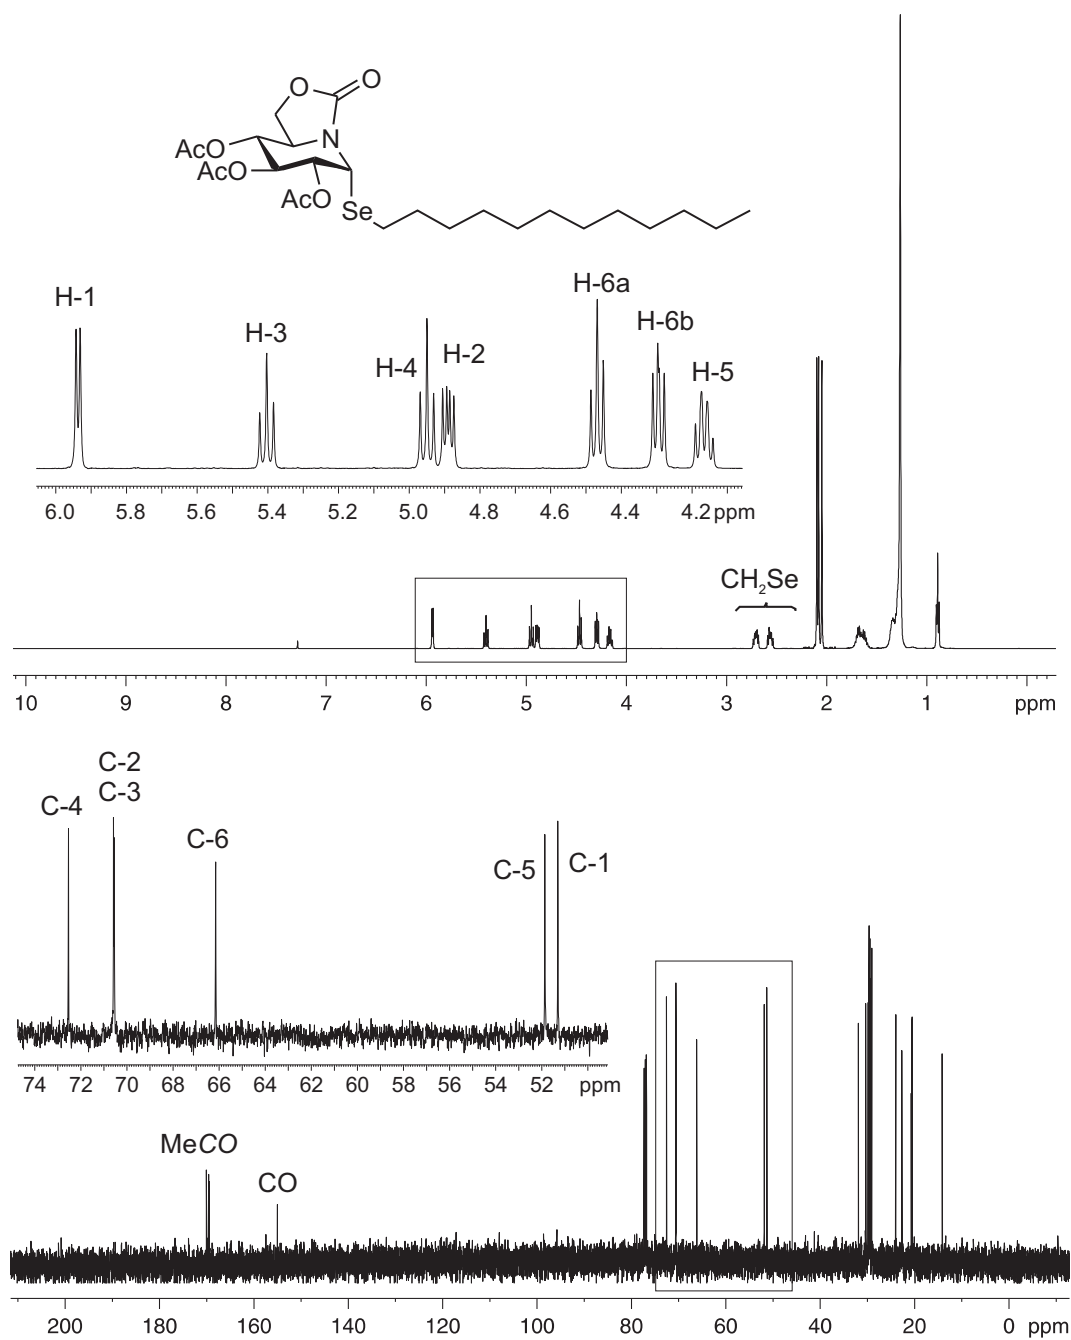 O
O
N
AcO
AcO
AcO
Se
H-1
H-3
H-4
H-2
H-6a
H-6b
H-5
6.0 5.8 5.6 5.4 5.2 5.0 4.8 4.6 4.4 4.2 ppm
CH2Se
10 9 8 7 6 5 4 3 2 1 ppm
C-2
C-3
C-4
C-6
C-5
C-1
74 72 70 68 66 64 62 60 58 56 54 52 ppm
MeCO
CO
200 180 160 140 120 100 80 60 40 20 0 ppm